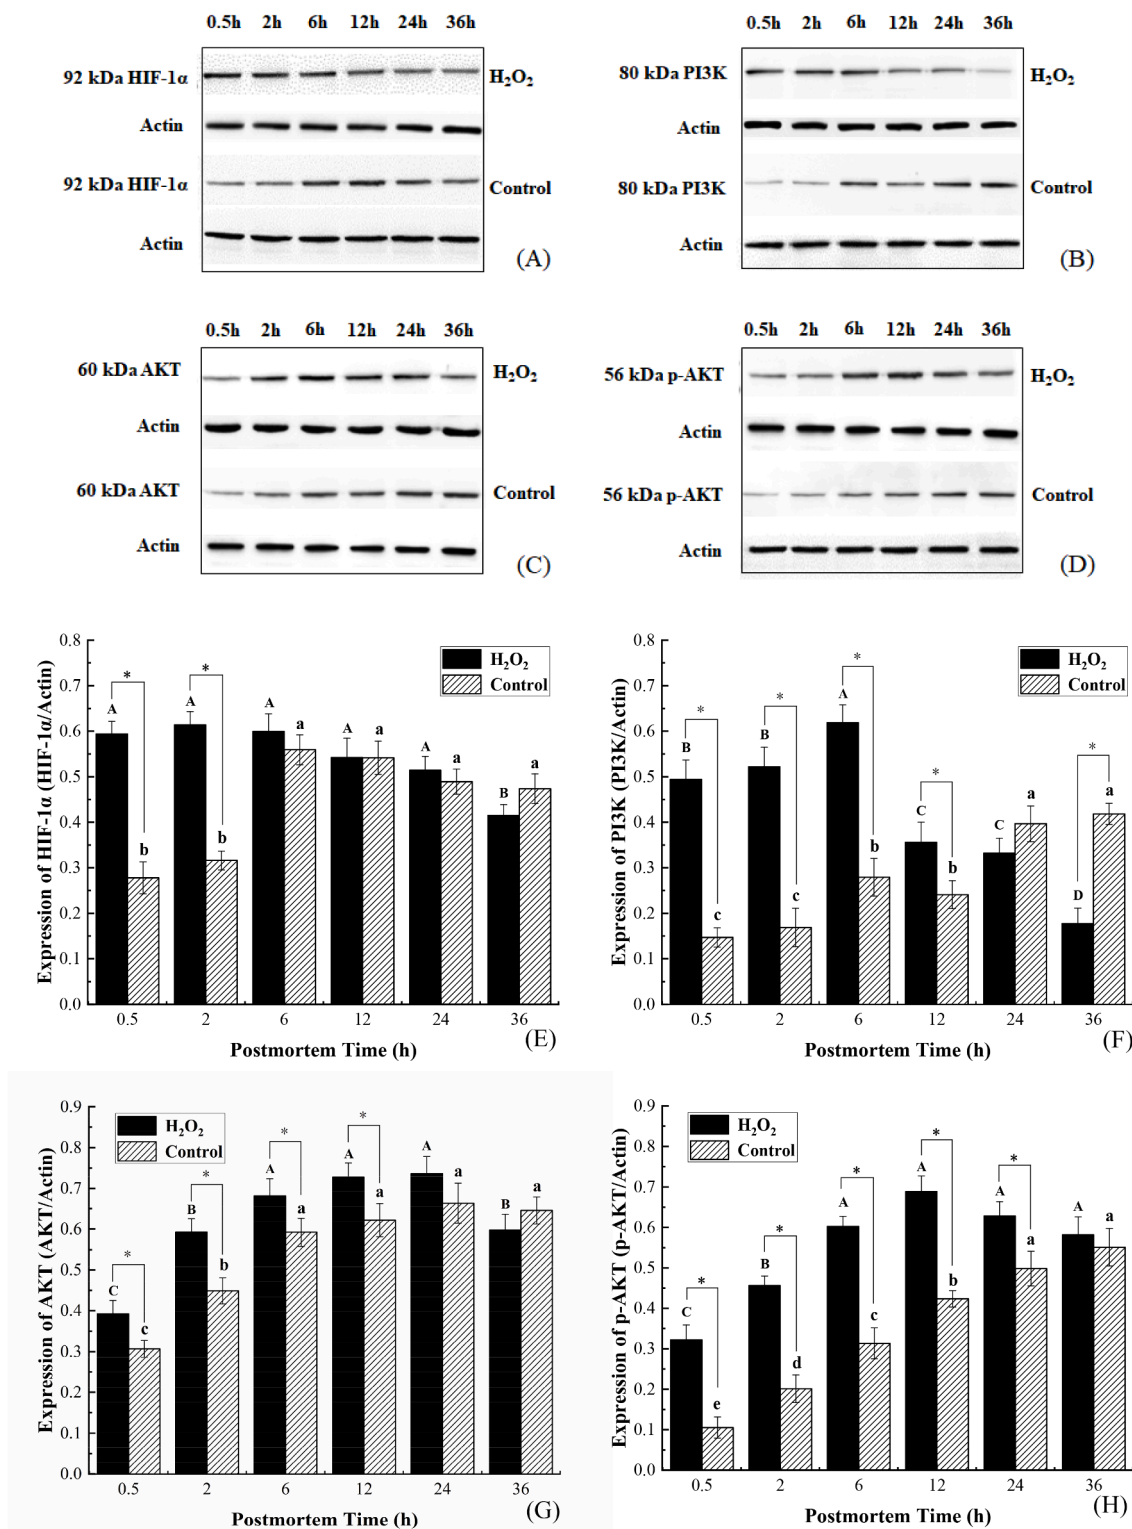 0.5h 2h 6h 12h 24h 36h
92 kDa HIF-1α H₂O₂
Actin
92 kDa HIF-1α Control
Actin
(A)
0.5h 2h 6h 12h 24h 36h
80 kDa PI3K H₂O₂
Actin
80 kDa PI3K Control
Actin
(B)
0.5h 2h 6h 12h 24h 36h
60 kDa AKT H₂O₂
Actin
60 kDa AKT Control
Actin
(C)
0.5h 2h 6h 12h 24h 36h
56 kDa p-AKT H₂O₂
Actin
56 kDa p-AKT Control
Actin
(D)
Expression of HIF-1α (HIF-1α/Actin)
0.8
0.7
0.6
0.5
0.4
0.3
0.2
0.1
0.0
H₂O₂
Control
* *
A A A a A a A a B a
b b
0.5 2 6 12 24 36
Postmortem Time (h)
(E)
Expression of PI3K (PI3K/Actin)
0.8
0.7
0.6
0.5
0.4
0.3
0.2
0.1
0.0
H₂O₂
Control
* * * * *
B c B c A b C b C a D a
0.5 2 6 12 24 36
Postmortem Time (h)
(F)
Expression of AKT (AKT/Actin)
0.9
0.8
0.7
0.6
0.5
0.4
0.3
0.2
0.1
0.0
H₂O₂
Control
* * * *
C c B b A a A a A a B a
0.5 2 6 12 24 36
Postmortem Time (h)
(G)
Expression of p-AKT (p-AKT/Actin)
0.9
0.8
0.7
0.6
0.5
0.4
0.3
0.2
0.1
0.0
H₂O₂
Control
* * * * *
C e B d A c A b A a A a
0.5 2 6 12 24 36
Postmortem Time (h)
(H)